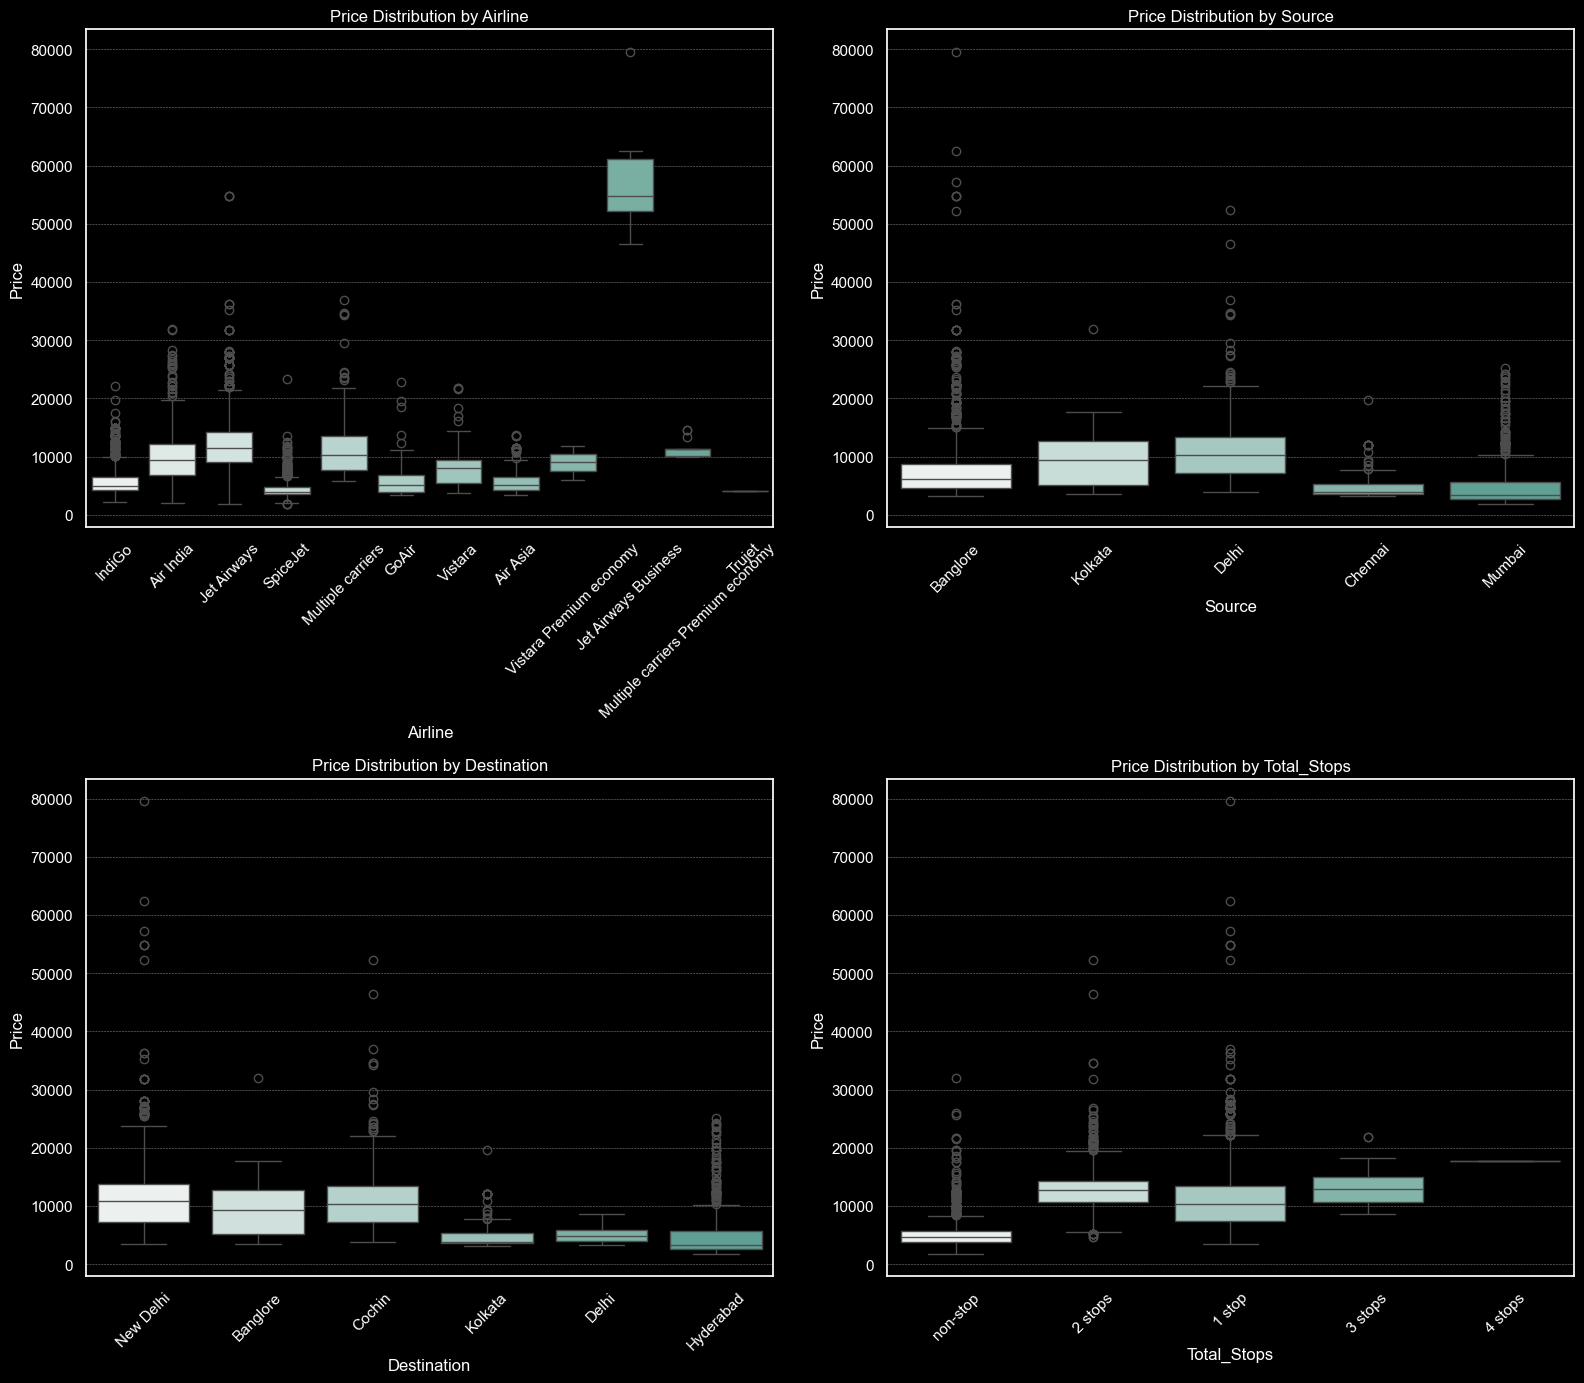 Price Distribution by Airline
Price
80000
70000
60000
50000
40000
30000
20000
10000
0
IndiGo
Air India
Jet Airways
SpiceJet
Multiple carriers
GoAir
Vistara
Air Asia
Vistara Premium economy
Jet Airways Business
Multiple carriers Premium economy
Trujet
Airline
Price Distribution by Source
Price
80000
70000
60000
50000
40000
30000
20000
10000
0
Banglore
Kolkata
Delhi
Chennai
Mumbai
Source
Price Distribution by Destination
Price
80000
70000
60000
50000
40000
30000
20000
10000
0
New Delhi
Banglore
Cochin
Kolkata
Delhi
Hyderabad
Destination
Price Distribution by Total_Stops
Price
80000
70000
60000
50000
40000
30000
20000
10000
0
non-stop
2 stops
1 stop
3 stops
4 stops
Total_Stops